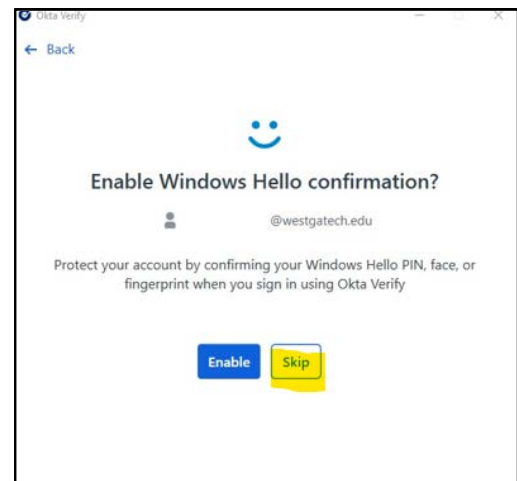 Okta Verify
← Back
Enable Windows Hello confirmation?
@westgatech.edu
Protect your account by confirming your Windows Hello PIN, face, or
fingerprint when you sign in using Okta Verify
Enable Skip